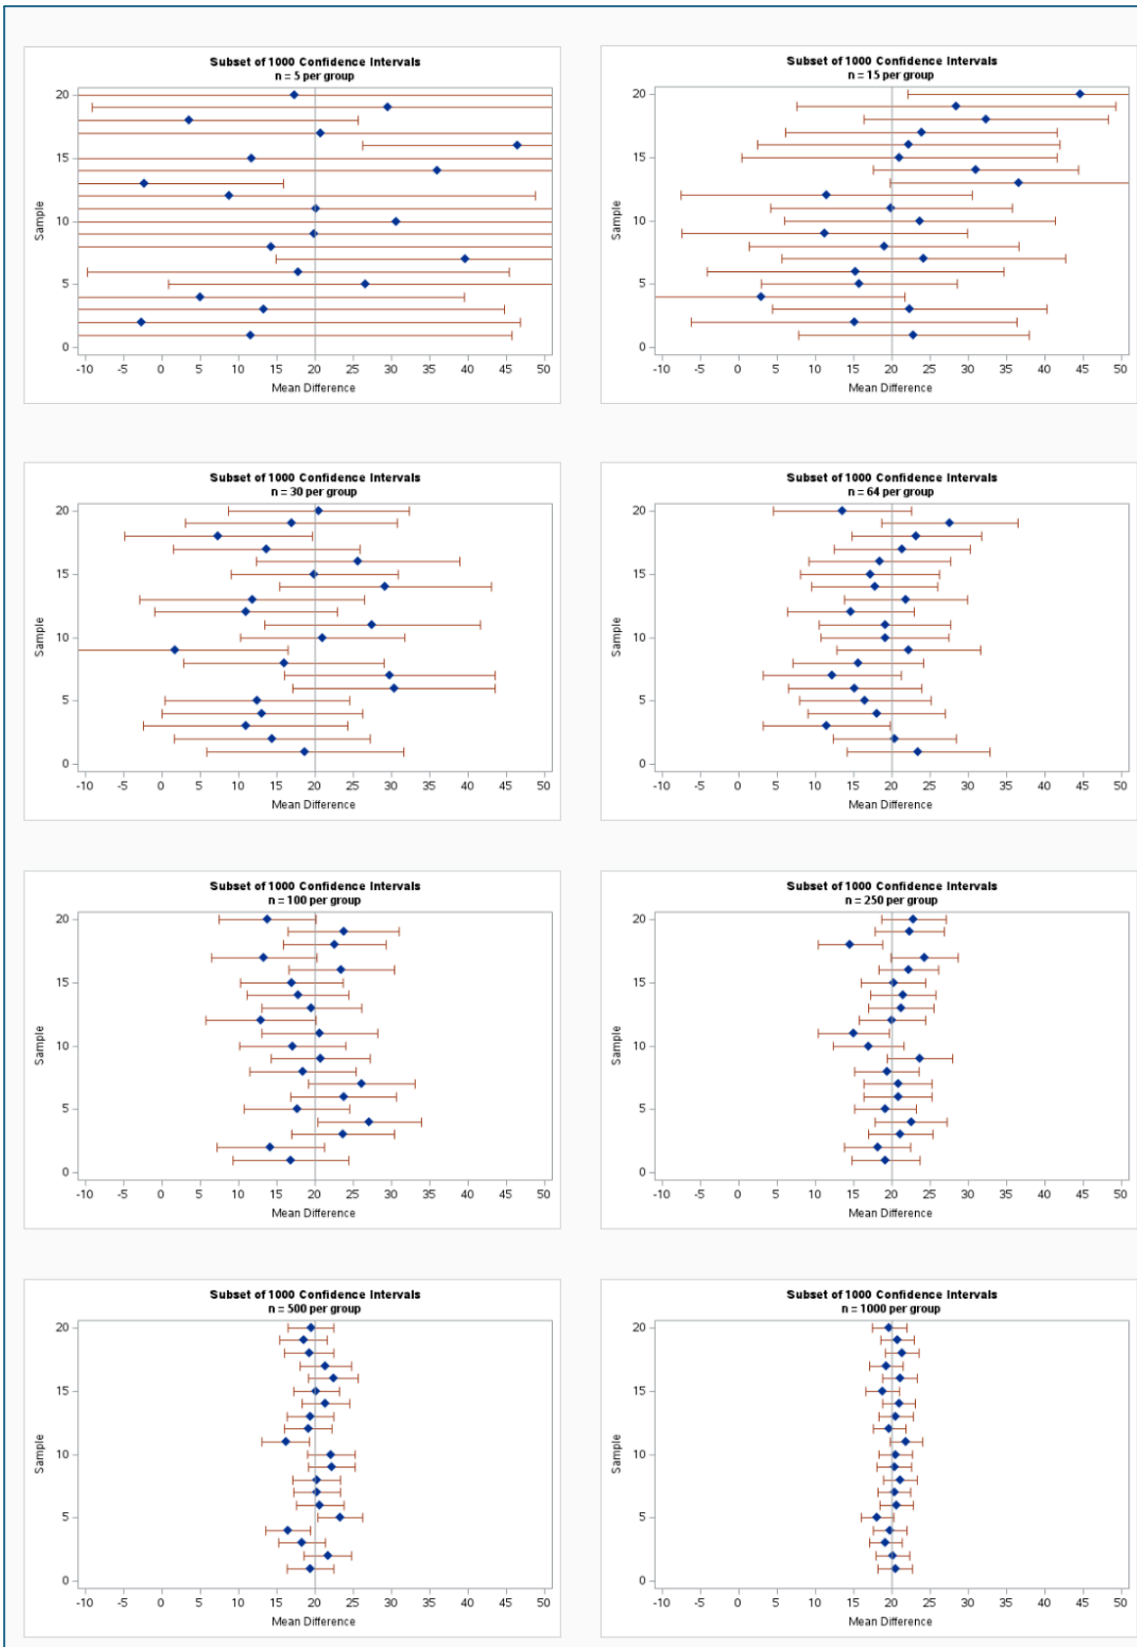 Subset of 1000 Confidence Intervals
n = 5 per group
20
15
10
5
0
Sample
-10 -5 0 5 10 15 20 25 30 35 40 45 50
Mean Difference
Subset of 1000 Confidence Intervals
n = 15 per group
20
15
10
5
0
Sample
-10 -5 0 5 10 15 20 25 30 35 40 45 50
Mean Difference
Subset of 1000 Confidence Intervals
n = 30 per group
20
15
10
5
0
Sample
-10 -5 0 5 10 15 20 25 30 35 40 45 50
Mean Difference
Subset of 1000 Confidence Intervals
n = 64 per group
20
15
10
5
0
Sample
-10 -5 0 5 10 15 20 25 30 35 40 45 50
Mean Difference
Subset of 1000 Confidence Intervals
n = 100 per group
20
15
10
5
0
Sample
-10 -5 0 5 10 15 20 25 30 35 40 45 50
Mean Difference
Subset of 1000 Confidence Intervals
n = 250 per group
20
15
10
5
0
Sample
-10 -5 0 5 10 15 20 25 30 35 40 45 50
Mean Difference
Subset of 1000 Confidence Intervals
n = 500 per group
20
15
10
5
0
Sample
-10 -5 0 5 10 15 20 25 30 35 40 45 50
Mean Difference
Subset of 1000 Confidence Intervals
n = 1000 per group
20
15
10
5
0
Sample
-10 -5 0 5 10 15 20 25 30 35 40 45 50
Mean Difference